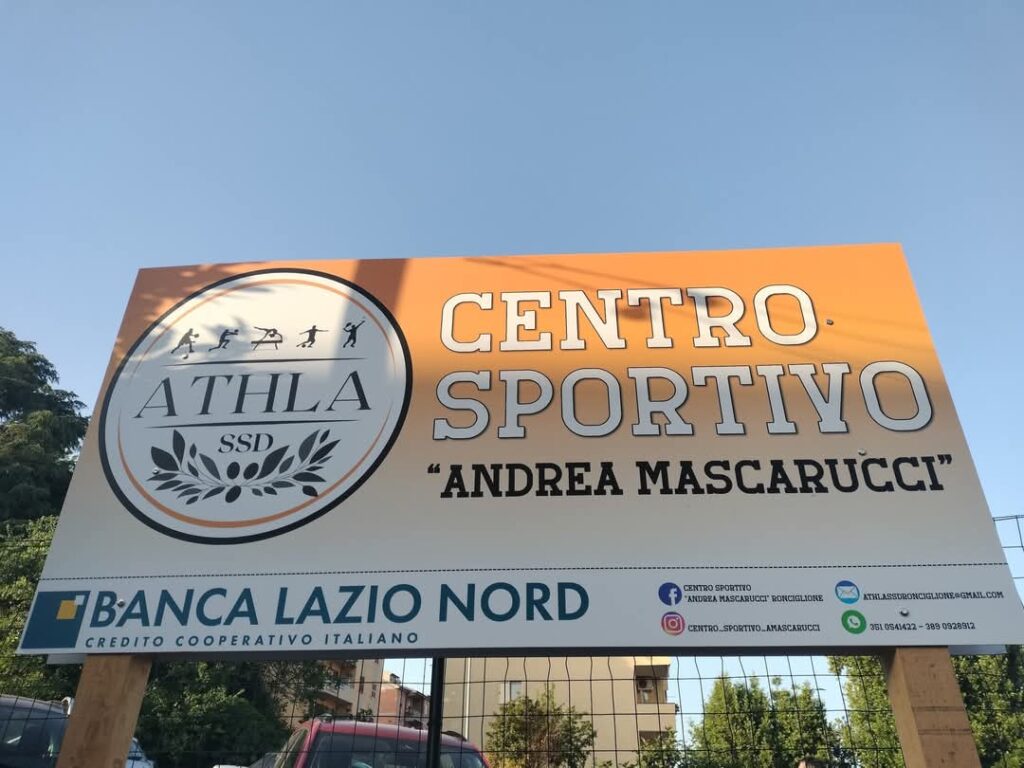 ATHLA
SSD
CENTRO
SPORTIVO
"ANDREA MASCARUCCI"
BANCA LAZIO NORD
CREDITO COOPERATIVO ITALIANO
CENTRO SPORTIVO
"ANDREA MASCARUCCI" RONCIGLIONE
CENTRO_SPORTIVO_AMASCARUCCI
ATHLASSDRONCIGLIONE@GMAIL.COM
351 0541422 - 389 0928912